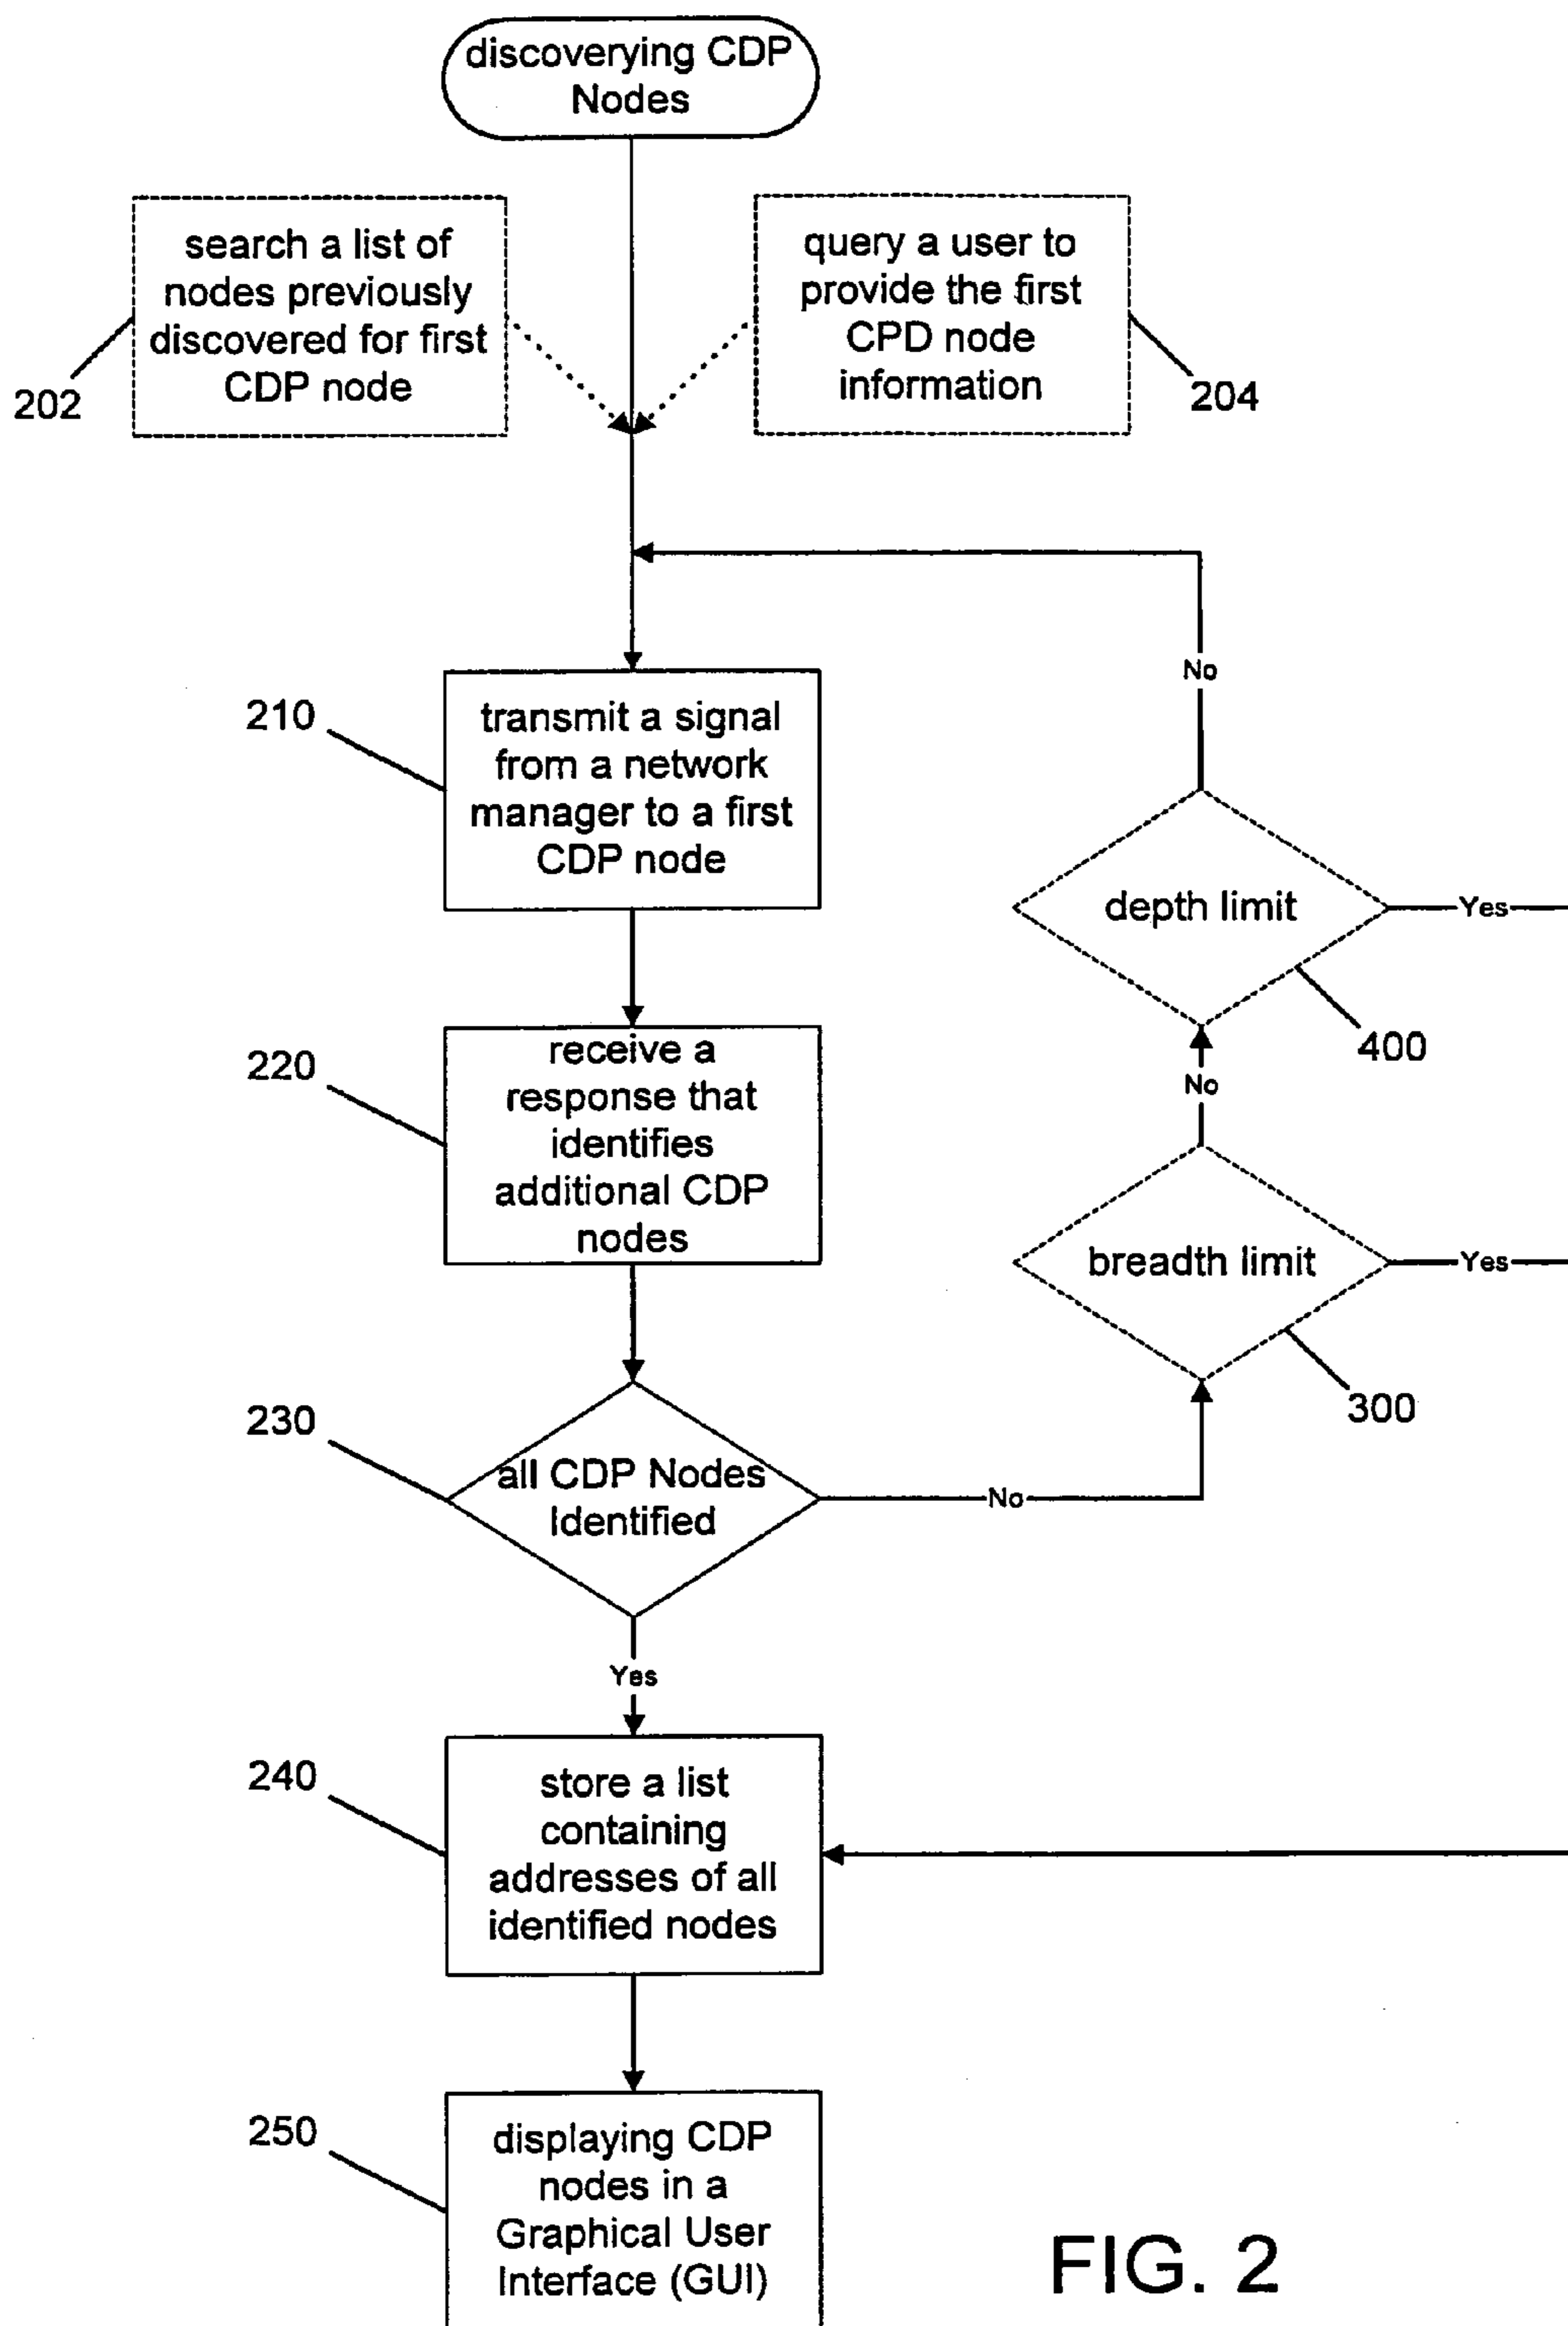 discoverying CDP
Nodes
search a list of
nodes previously
discovered for first
CDP node
202
query a user to
provide the first
CPD node
information
204
No
210
transmit a signal
from a network
manager to a first
CDP node
depth limit
Yes
400
220
receive a
response that
identifies
additional CDP
nodes
No
breadth limit
Yes
300
230
all CDP Nodes
Identified
No
Yes
240
store a list
containing
addresses of all
identified nodes
250
displaying CDP
nodes in a
Graphical User
Interface (GUI)
FIG. 2